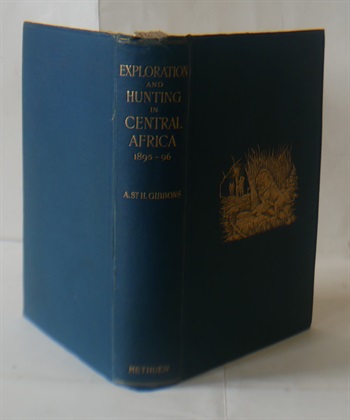 EXPLORATION
AND
HUNTING
IN
CENTRAL
AFRICA
1895-96
A. ST H. GIBBONS
METHUEN